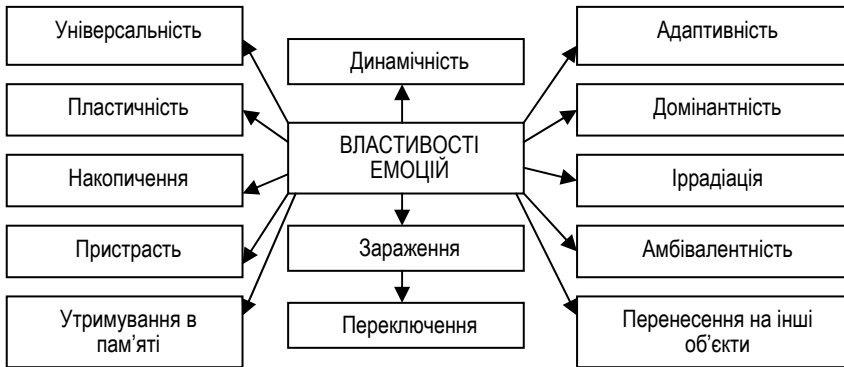 Універсальність
Динамічність
Адаптивність
Пластичність
Домінантність
ВЛАСТИВОСТІ
ЕМОЦІЙ
Накопичення
Іррадіація
Пристрасть
Зараження
Амбівалентність
Утримування в
пам’яті
Переключення
Перенесення на інші
об’єкти